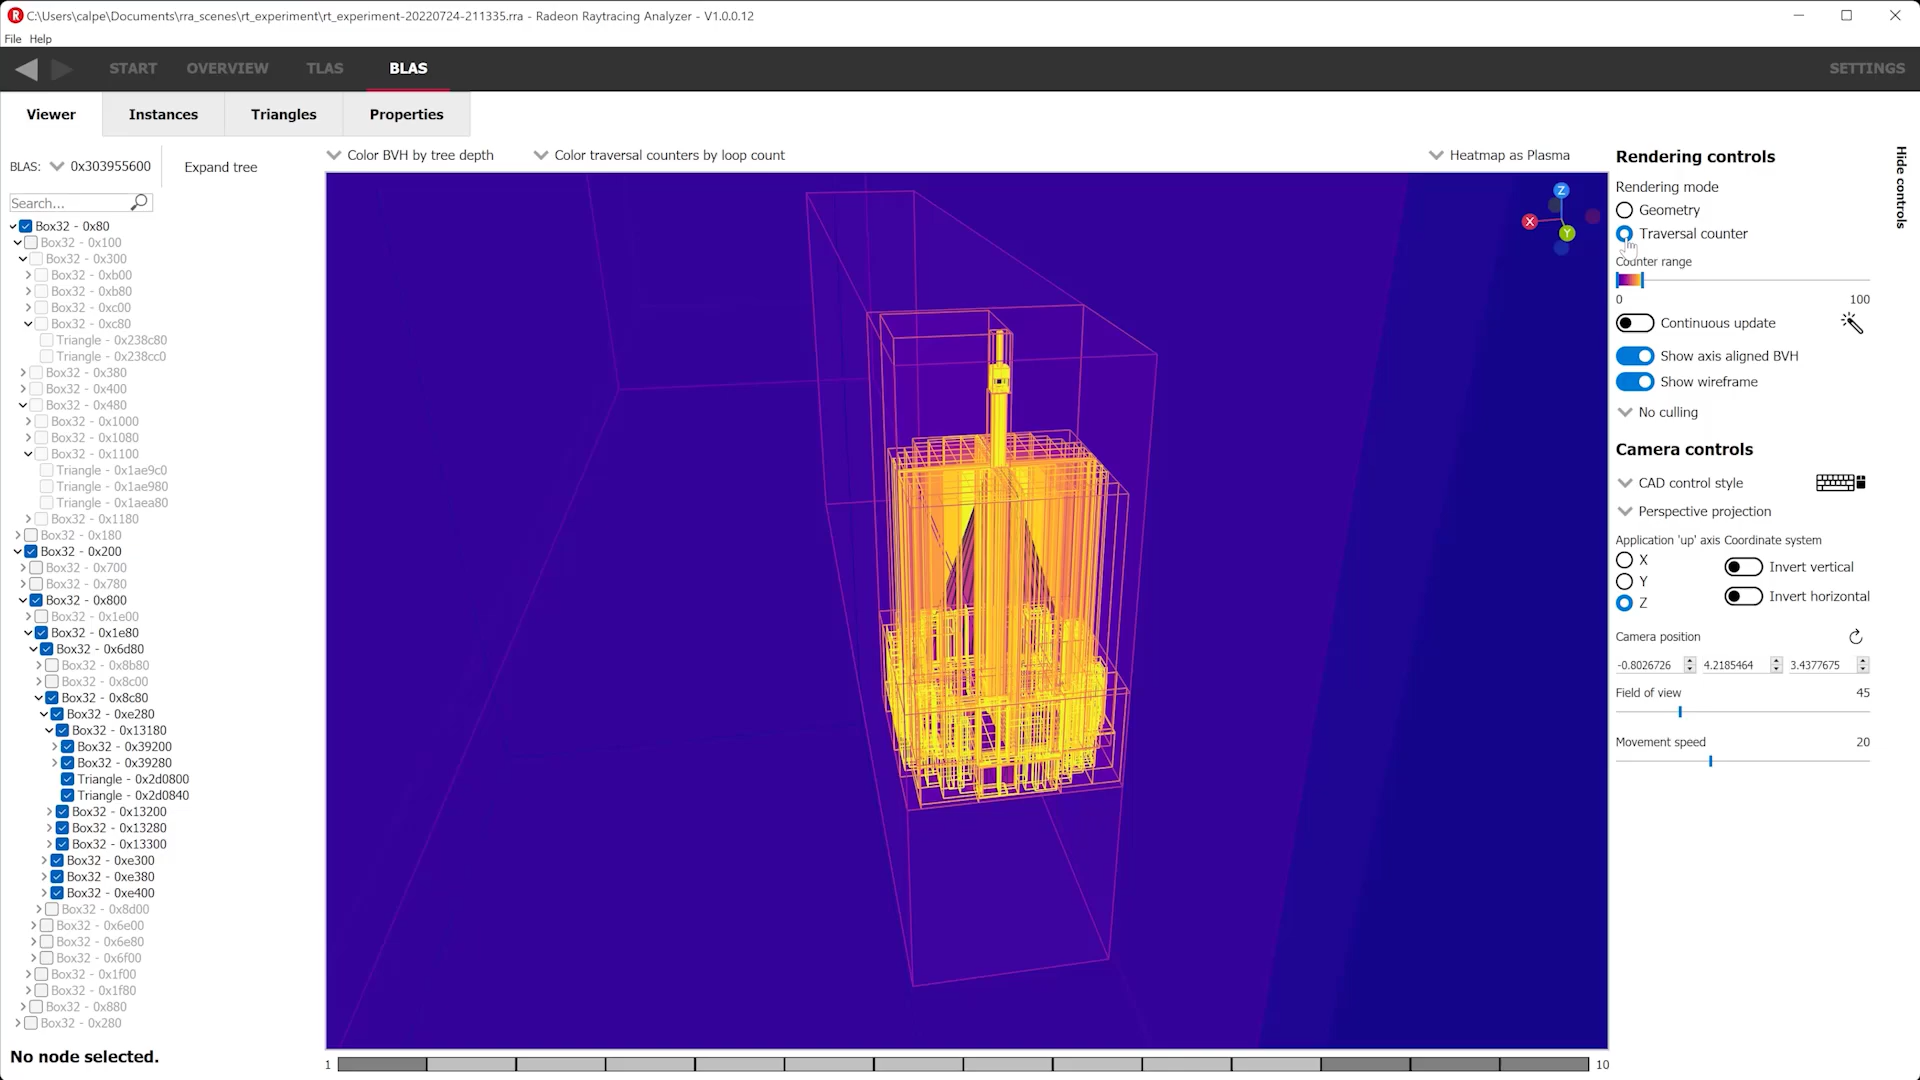 C:\Users\calpe\Documents\rra_scenes\rt_experiment\rt_experiment-20220724-211335.rra - Radeon Raytracing Analyzer - V1.0.0.12
File Help
START OVERVIEW TLAS BLAS SETTINGS
Viewer Instances Triangles Properties
BLAS: 0x303955600 Expand tree
Search...
Box32 - 0x80
Box32 - 0x100
Box32 - 0x300
Box32 - 0xb00
Box32 - 0xb80
Box32 - 0xc00
Box32 - 0xc80
Triangle - 0x238c80
Triangle - 0x238cc0
Box32 - 0x380
Box32 - 0x400
Box32 - 0x480
Box32 - 0x1000
Box32 - 0x1080
Box32 - 0x1100
Triangle - 0x1ae9c0
Triangle - 0x1ae980
Triangle - 0x1aea80
Box32 - 0x1180
Box32 - 0x180
Box32 - 0x200
Box32 - 0x700
Box32 - 0x780
Box32 - 0x800
Box32 - 0x1e00
Box32 - 0x1e80
Box32 - 0x6d80
Box32 - 0x8b80
Box32 - 0x8c00
Box32 - 0x8c80
Box32 - 0xe280
Box32 - 0x13180
Box32 - 0x39200
Box32 - 0x39280
Triangle - 0x2d0800
Triangle - 0x2d0840
Box32 - 0x13200
Box32 - 0x13280
Box32 - 0x13300
Box32 - 0xe300
Box32 - 0xe380
Box32 - 0xe400
Box32 - 0x8d00
Box32 - 0x6e00
Box32 - 0x6e80
Box32 - 0x6f00
Box32 - 0x1f00
Box32 - 0x1f80
Box32 - 0x880
Box32 - 0x280
No node selected.
Color BVH by tree depth Color traversal counters by loop count Heatmap as Plasma
Z
X
Y
1 10
Rendering controls
Hide controls
Rendering mode
Geometry
Traversal counter
Counter range
0 100
Continuous update
Show axis aligned BVH
Show wireframe
No culling
Camera controls
CAD control style
Perspective projection
Application 'up' axis Coordinate system
X Invert vertical
Y
Z Invert horizontal
Camera position
-0.8026726 4.2185464 3.4377675
Field of view 45
Movement speed 20